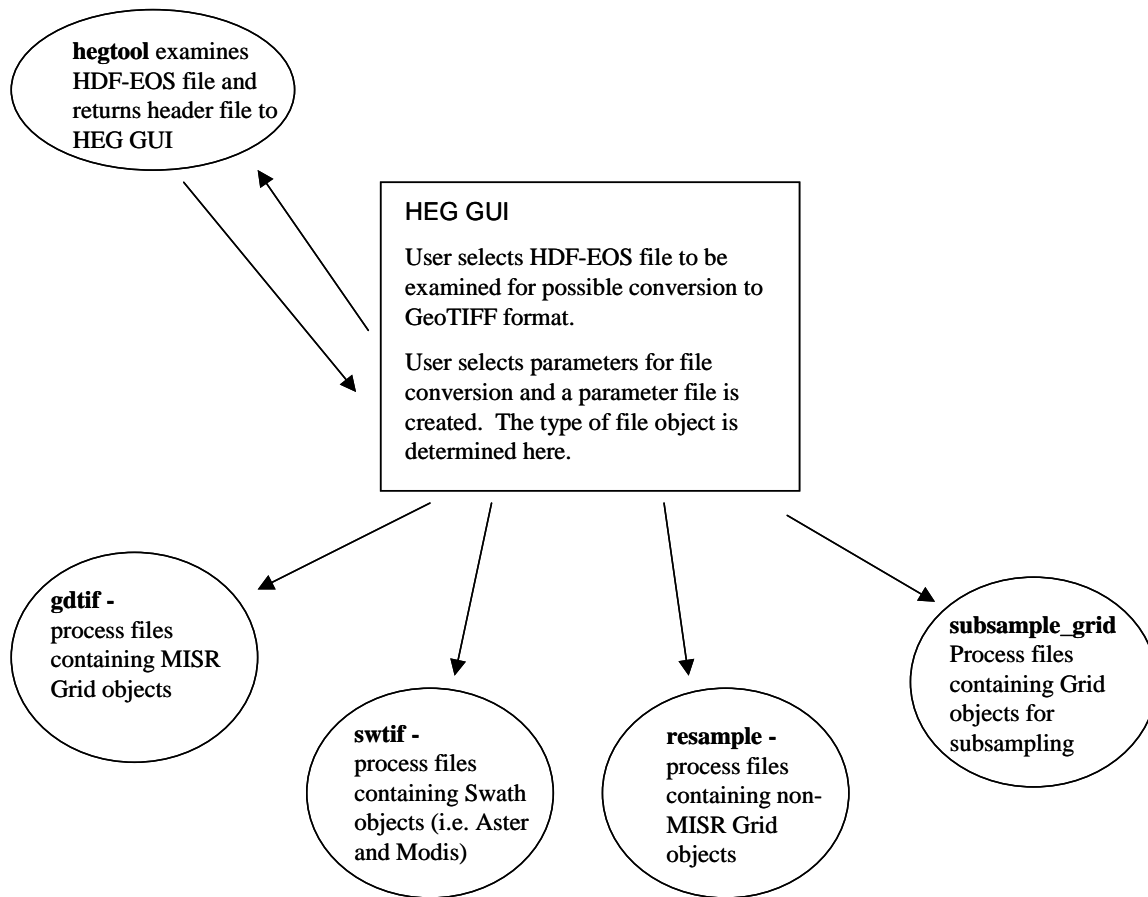 hegtool examines
HDF-EOS file and
returns header file to
HEG GUI
HEG GUI
User selects HDF-EOS file to be
examined for possible conversion to
GeoTIFF format.
User selects parameters for file
conversion and a parameter file is
created.  The type of file object is
determined here.
gdtif -
process files
containing MISR
Grid objects
swtif -
process files
containing Swath
objects (i.e. Aster
and Modis)
resample -
process files
containing non-
MISR Grid
objects
subsample_grid
Process files
containing Grid
objects for
subsampling